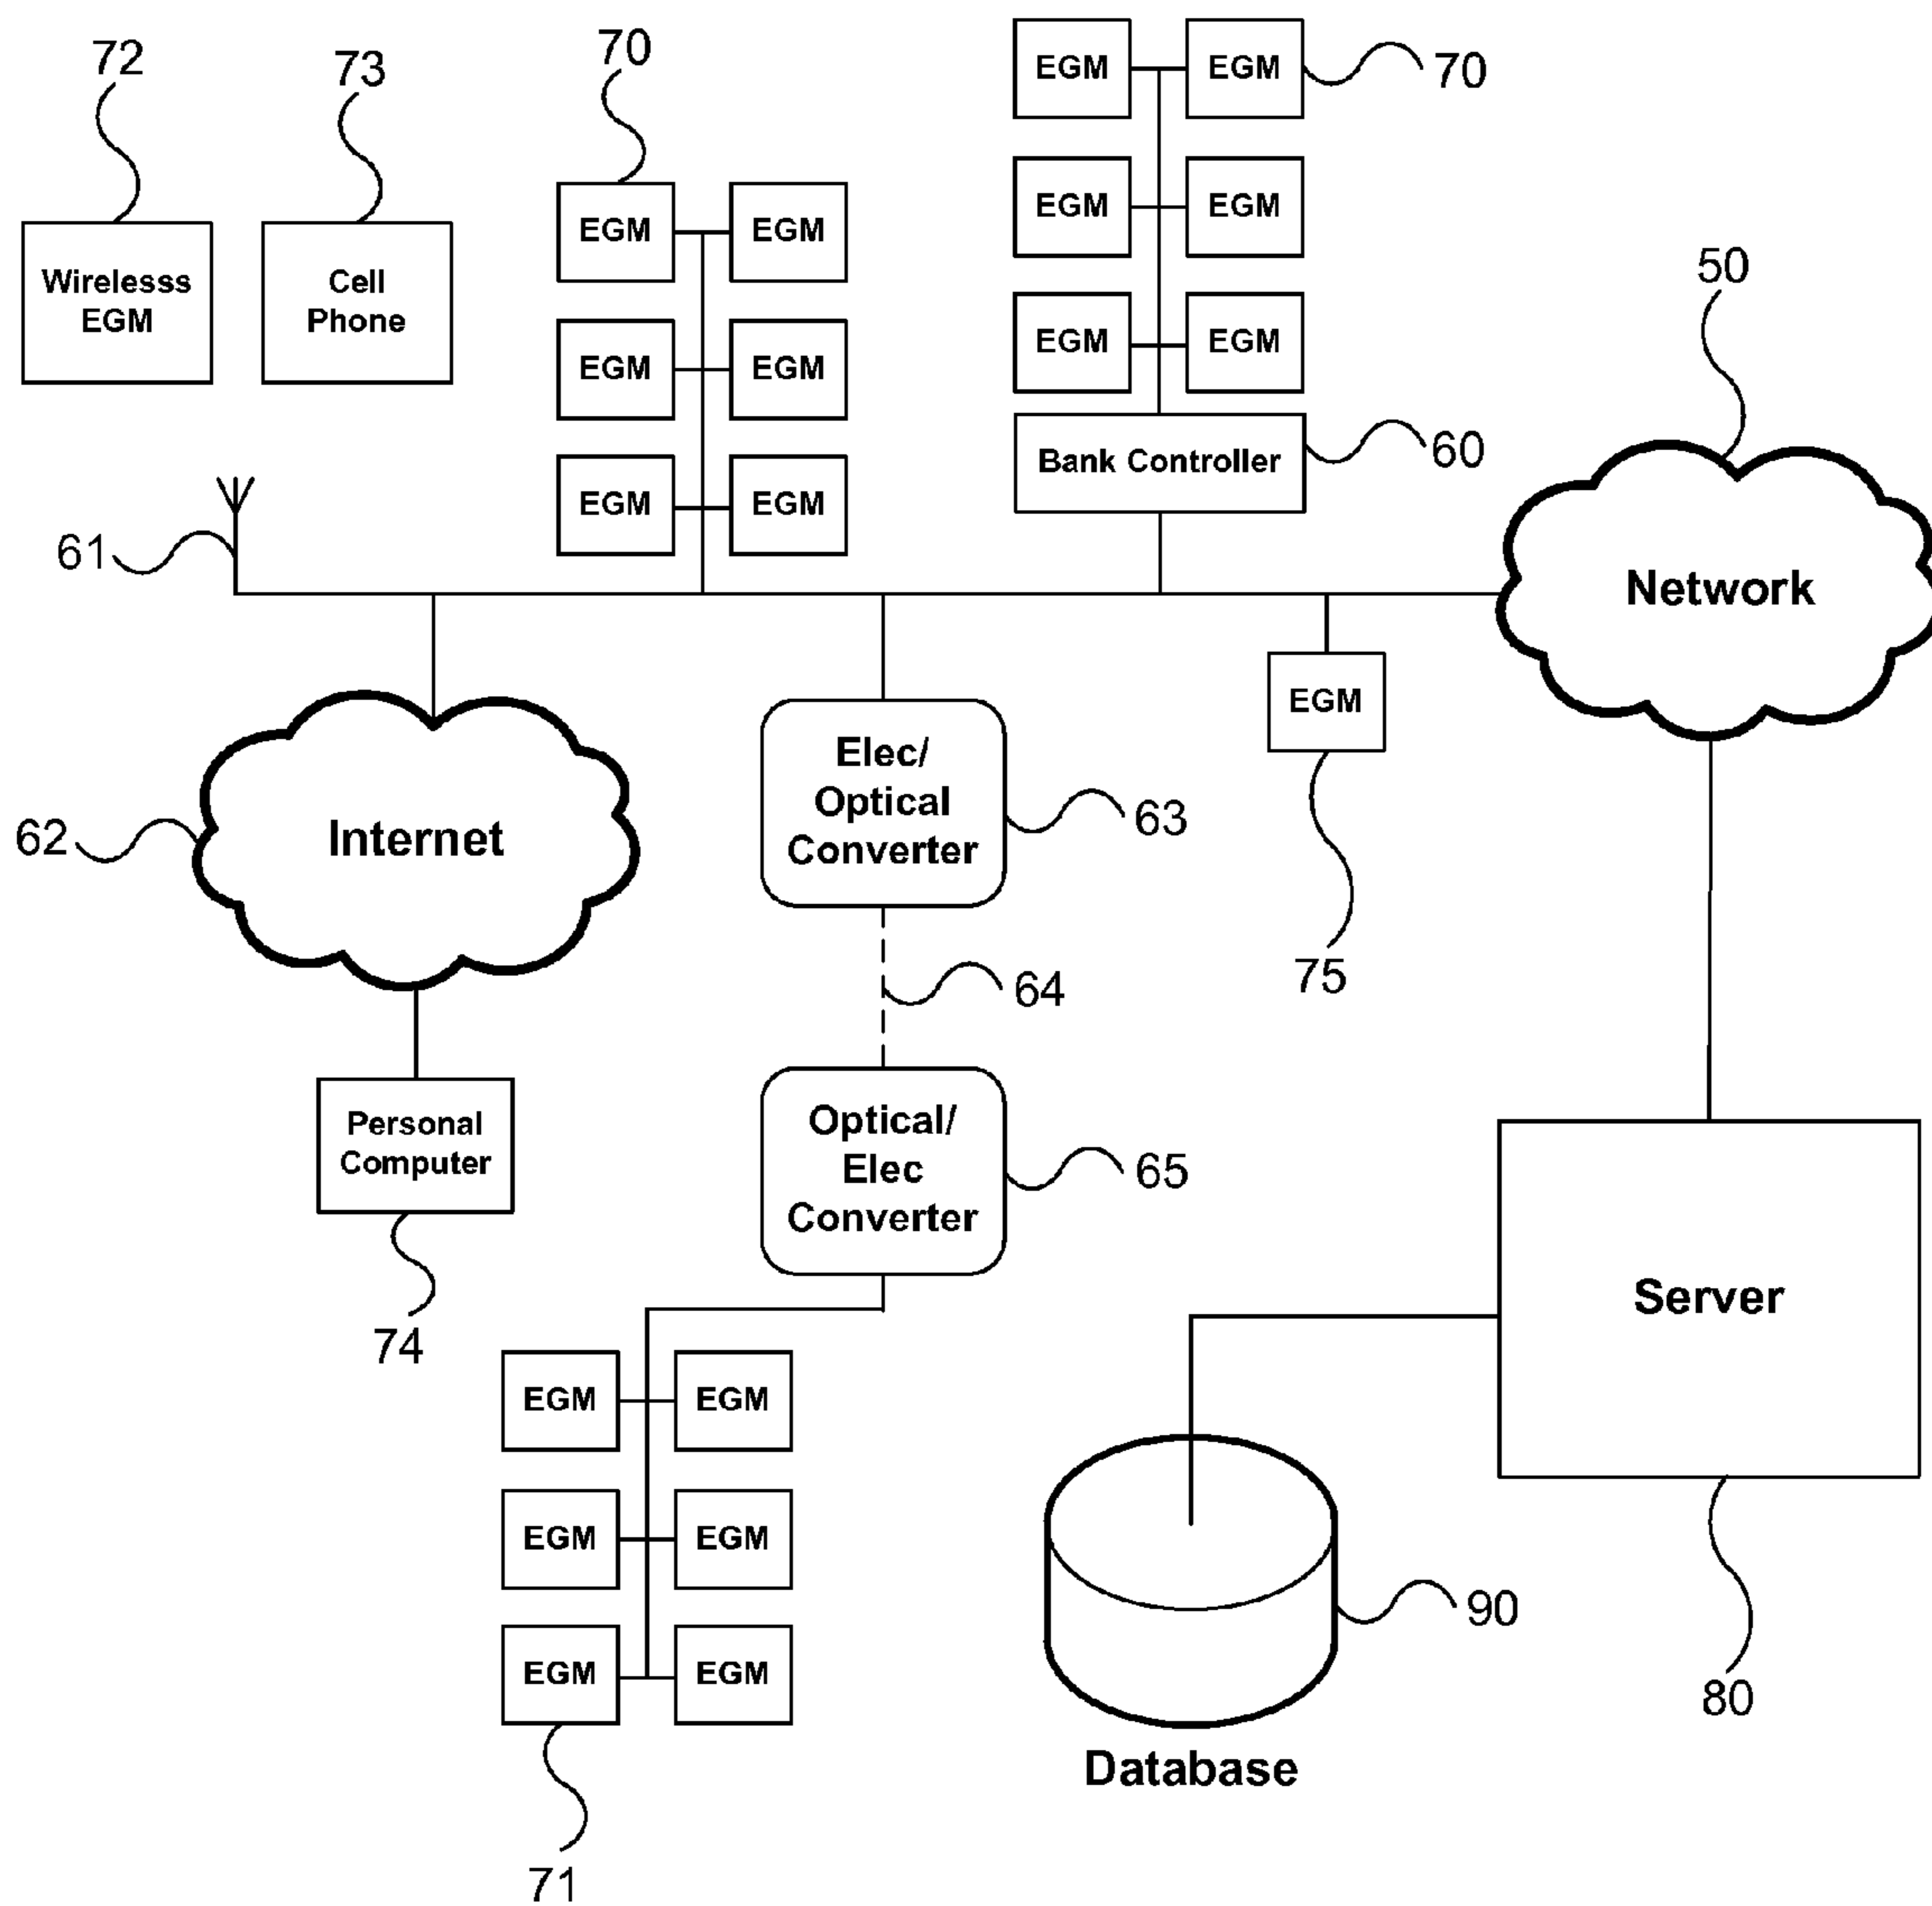 72
73
70
EGM
EGM
70
EGM
EGM
EGM
EGM
Wirelesss
EGM
Cell
Phone
EGM
EGM
EGM
EGM
EGM
EGM
Bank Controller
60
50
61
EGM
EGM
Network
EGM
75
62
Internet
Elec/
Optical
Converter
63
64
Personal
Computer
74
Optical/
Elec
Converter
65
Server
80
EGM
EGM
EGM
EGM
EGM
EGM
71
90
Database